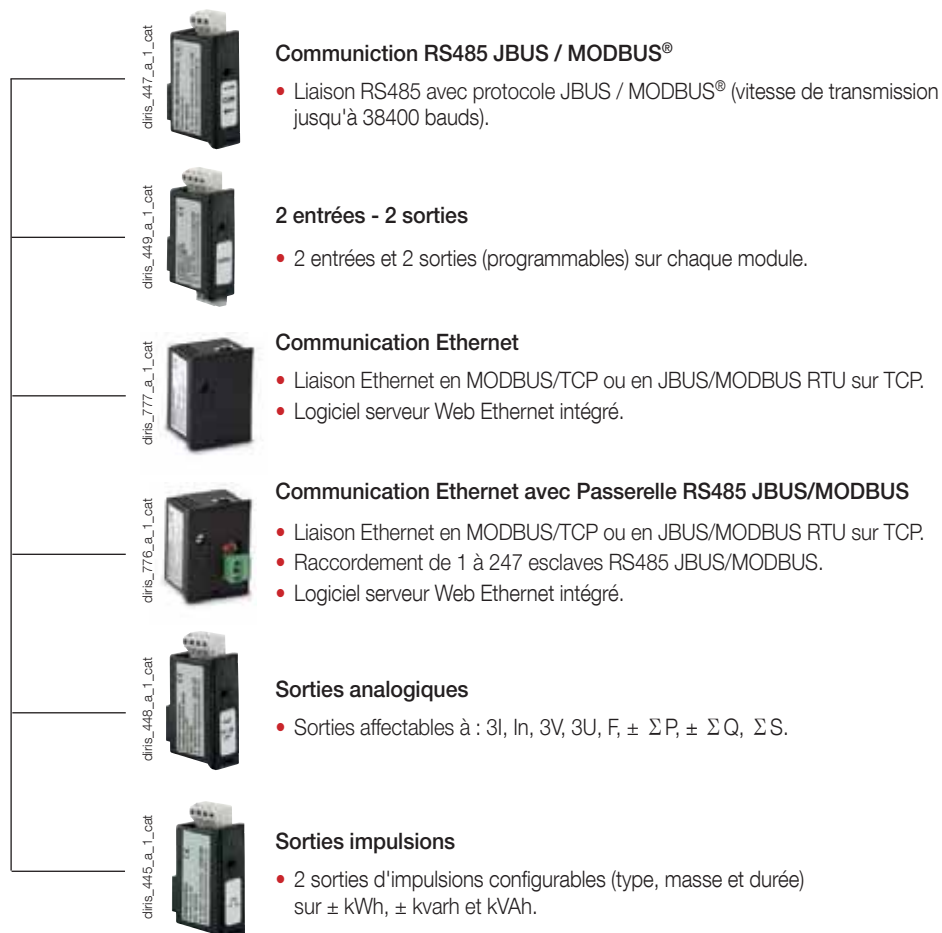 diris_447_a_1_cat
Communiction RS485 JBUS / MODBUS®
• Liaison RS485 avec protocole JBUS / MODBUS® (vitesse de transmission
jusqu'à 38400 bauds).
diris_449_a_1_cat
2 entrées - 2 sorties
• 2 entrées et 2 sorties (programmables) sur chaque module.
diris_777_a_1_cat
Communication Ethernet
• Liaison Ethernet en MODBUS/TCP ou en JBUS/MODBUS RTU sur TCP.
• Logiciel serveur Web Ethernet intégré.
diris_776_a_1_cat
Communication Ethernet avec Passerelle RS485 JBUS/MODBUS
• Liaison Ethernet en MODBUS/TCP ou en JBUS/MODBUS RTU sur TCP.
• Raccordement de 1 à 247 esclaves RS485 JBUS/MODBUS.
• Logiciel serveur Web Ethernet intégré.
diris_448_a_1_cat
Sorties analogiques
• Sorties affectables à : 3I, In, 3V, 3U, F, ± ΣP, ± ΣQ, ΣS.
diris_445_a_1_cat
Sorties impulsions
• 2 sorties d'impulsions configurables (type, masse et durée)
sur ± kWh, ± kvarh et kVAh.